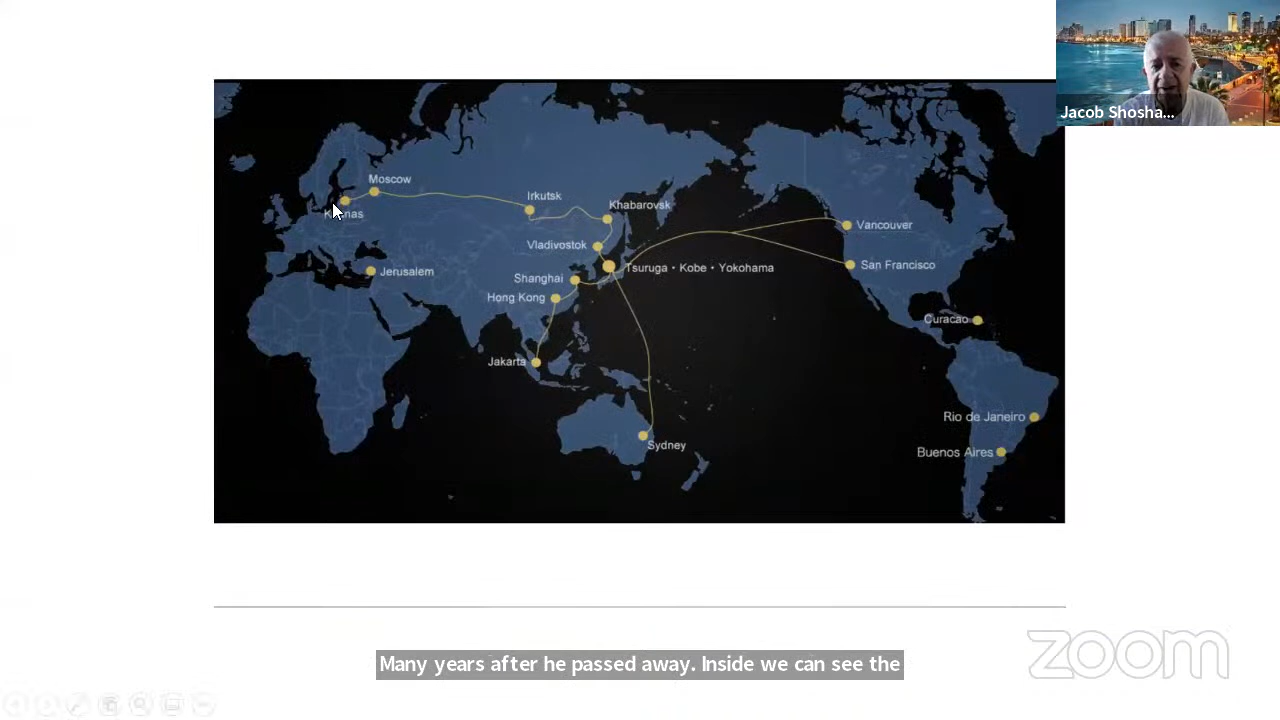 Jacob Shosha...
Moscow
Irkutsk
Khabarovsk
Vladivostok
Vancouver
Jerusalem
Shanghai
Tsuruga・Kobe・Yokohama
San Francisco
Hong Kong
Curacao
Jakarta
Rio de Janeiro
Sydney
Buenos Aires
Many years after he passed away. Inside we can see the
zoom